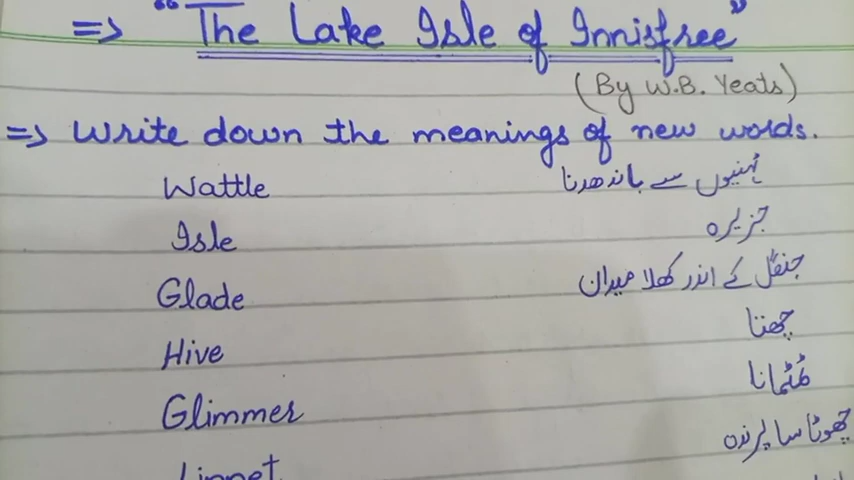 => "The Lake Isle of Innisfree"
(By W.B. Yeats)
=> Write down the meanings of new words.
Wattle ٹہنیوں سے باندھنا
Isle جزیرہ
Glade جنگل کے اندر کھلا میدان
Hive چھتا
Glimmer ٹمٹمانا
Linnet چھوٹا سا پرندہ